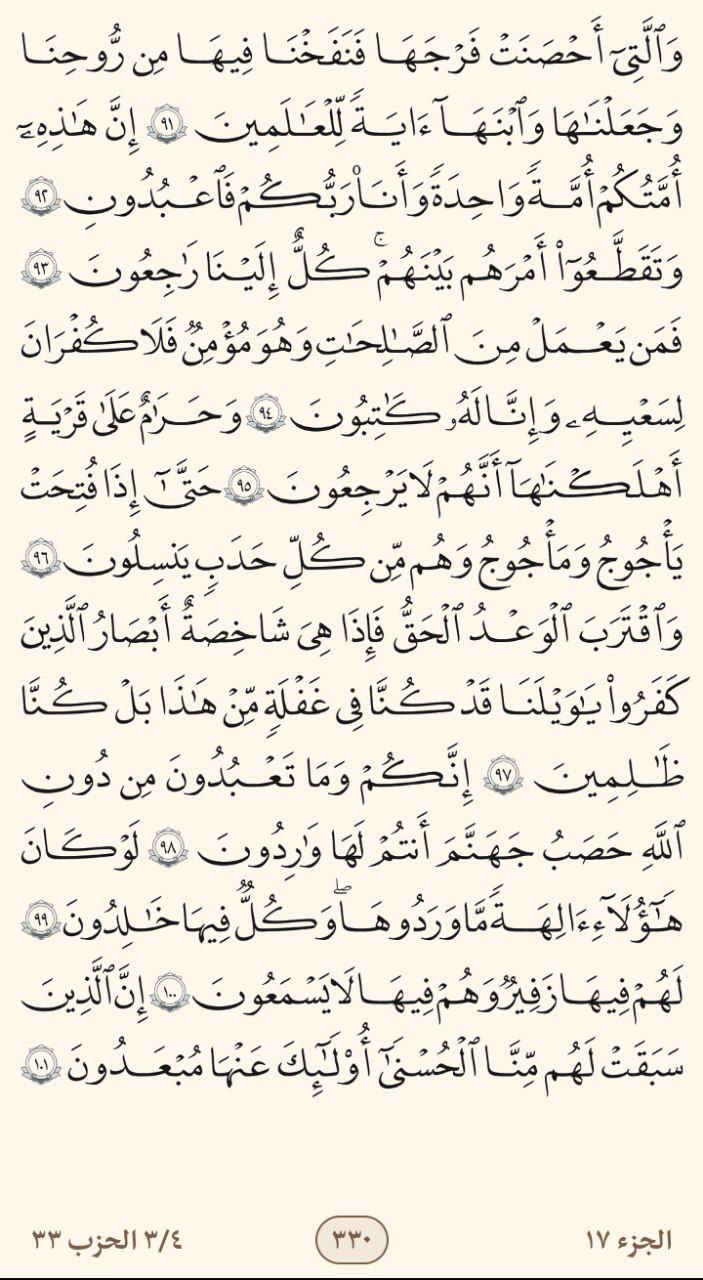 وَٱلَّتِىٓ أَحْصَنَتْ فَرْجَهَا فَنَفَخْنَا فِيهَا مِن رُّوحِنَا
وَجَعَلْنَٰهَا وَٱبْنَهَآ ءَايَةً لِّلْعَٰلَمِينَ ٩١ إِنَّ هَٰذِهِۦٓ
أُمَّتُكُمْ أُمَّةً وَٰحِدَةً وَأَنَا۠ رَبُّكُمْ فَٱعْبُدُونِ ٩٢
وَتَقَطَّعُوٓا۟ أَمْرَهُم بَيْنَهُمْ ۖ كُلٌّ إِلَيْنَا رَٰجِعُونَ ٩٣
فَمَن يَعْمَلْ مِنَ ٱلصَّٰلِحَٰتِ وَهُوَ مُؤْمِنٌ فَلَا كُفْرَانَ
لِسَعْيِهِۦ وَإِنَّا لَهُۥ كَٰتِبُونَ ٩٤ وَحَرَٰمٌ عَلَىٰ قَرْيَةٍ
أَهْلَكْنَٰهَآ أَنَّهُمْ لَا يَرْجِعُونَ ٩٥ حَتَّىٰٓ إِذَا فُتِحَتْ
يَأْجُوجُ وَمَأْجُوجُ وَهُم مِّن كُلِّ حَدَبٍ يَنسِلُونَ ٩٦
وَٱقْتَرَبَ ٱلْوَعْدُ ٱلْحَقُّ فَإِذَا هِىَ شَٰخِصَةٌ أَبْصَٰرُ ٱلَّذِينَ
كَفَرُوا۟ يَٰوَيْلَنَا قَدْ كُنَّا فِى غَفْلَةٍ مِّنْ هَٰذَا بَلْ كُنَّا
ظَٰلِمِينَ ٩٧ إِنَّكُمْ وَمَا تَعْبُدُونَ مِن دُونِ
ٱللَّهِ حَصَبُ جَهَنَّمَ أَنتُمْ لَهَا وَٰرِدُونَ ٩٨ لَوْ كَانَ
هَٰٓؤُلَآءِ ءَالِهَةً مَّا وَرَدُوهَا ۖ وَكُلٌّ فِيهَا خَٰلِدُونَ ٩٩
لَهُمْ فِيهَا زَفِيرٌ وَهُمْ فِيهَا لَا يَسْمَعُونَ ١٠٠ إِنَّ ٱلَّذِينَ
سَبَقَتْ لَهُم مِّنَّا ٱلْحُسْنَىٰٓ أُو۟لَٰٓئِكَ عَنْهَا مُبْعَدُونَ ١٠١
الجزء ١٧ ٣٣٠ ٣/٤ الحزب ٣٣